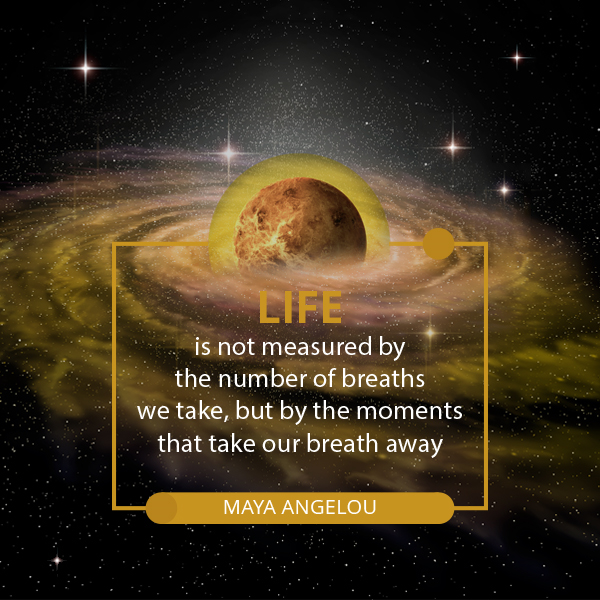 LIFE
is not measured by
the number of breaths
we take, but by the moments
that take our breath away
MAYA ANGELOU